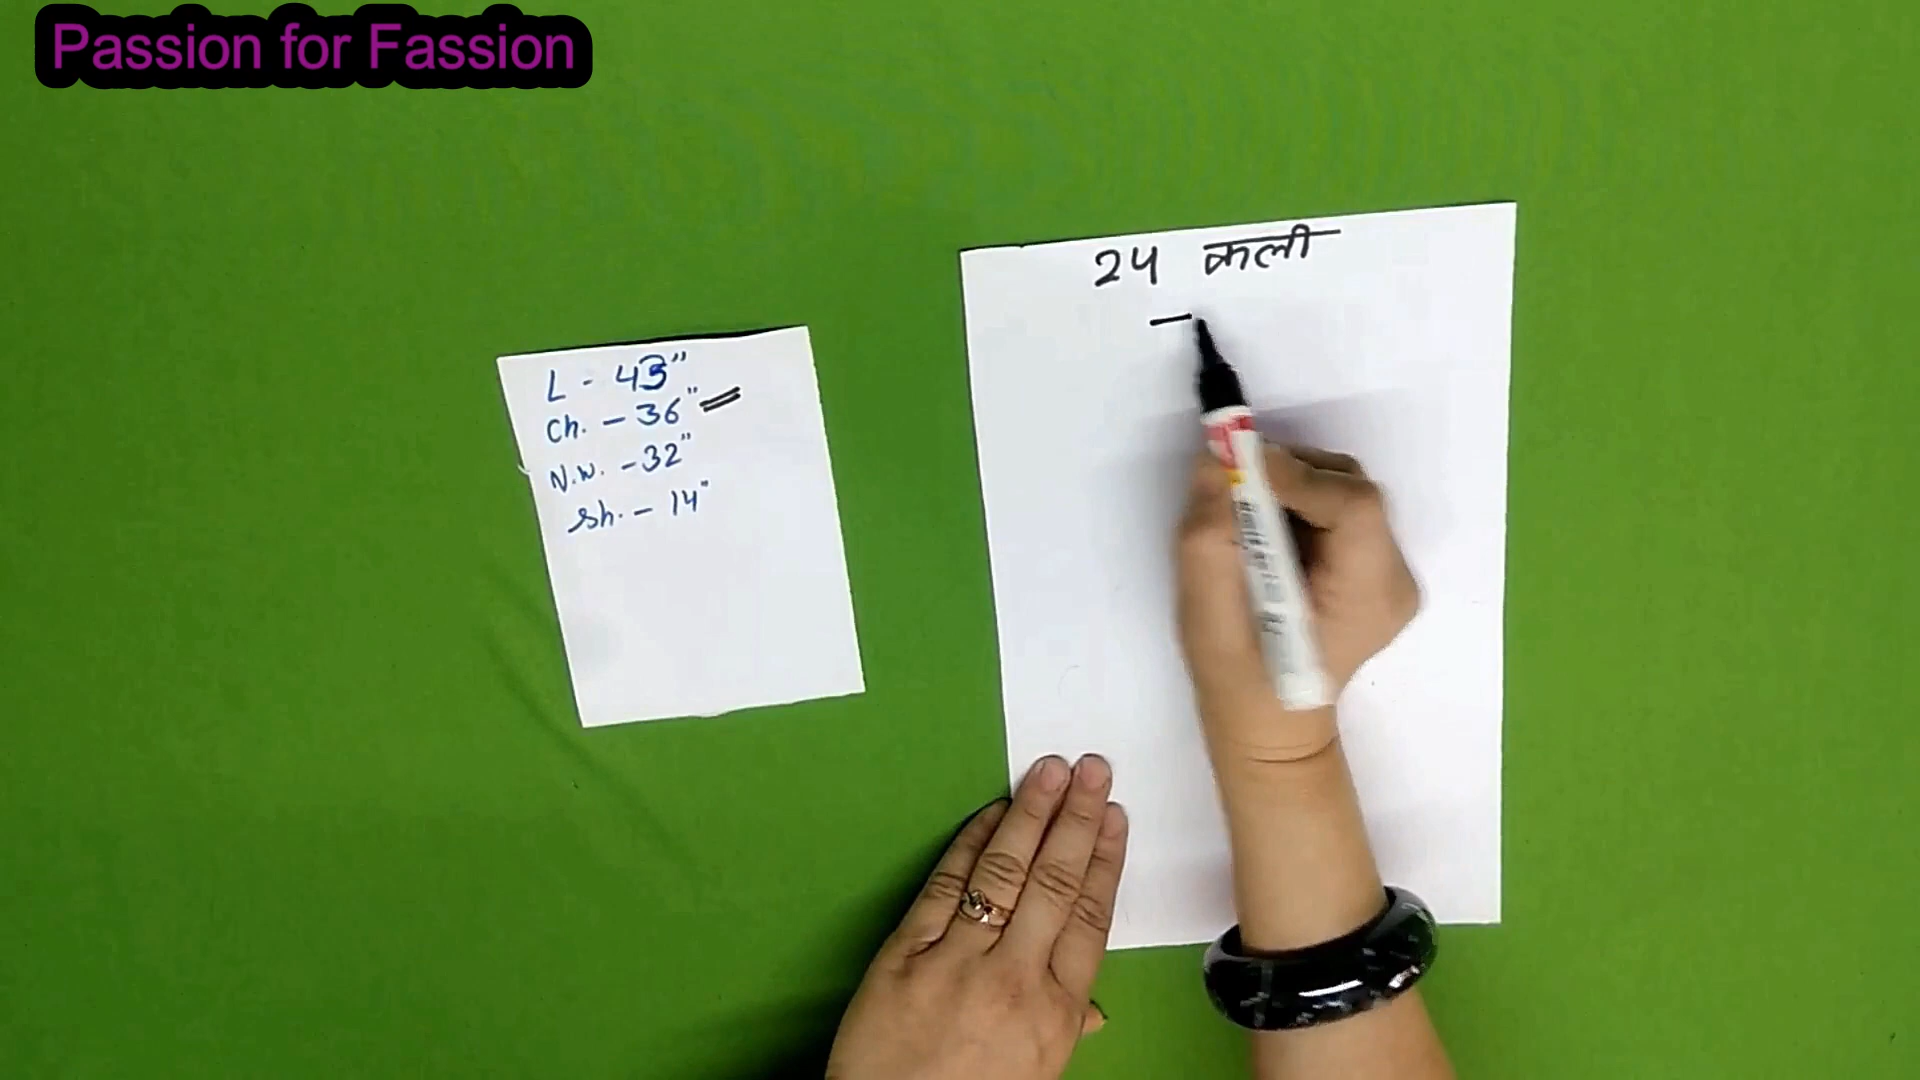 Passion for Fassion
L - 43"
Ch. - 36"
N.W. - 32"
Sh. - 14"
24 कली